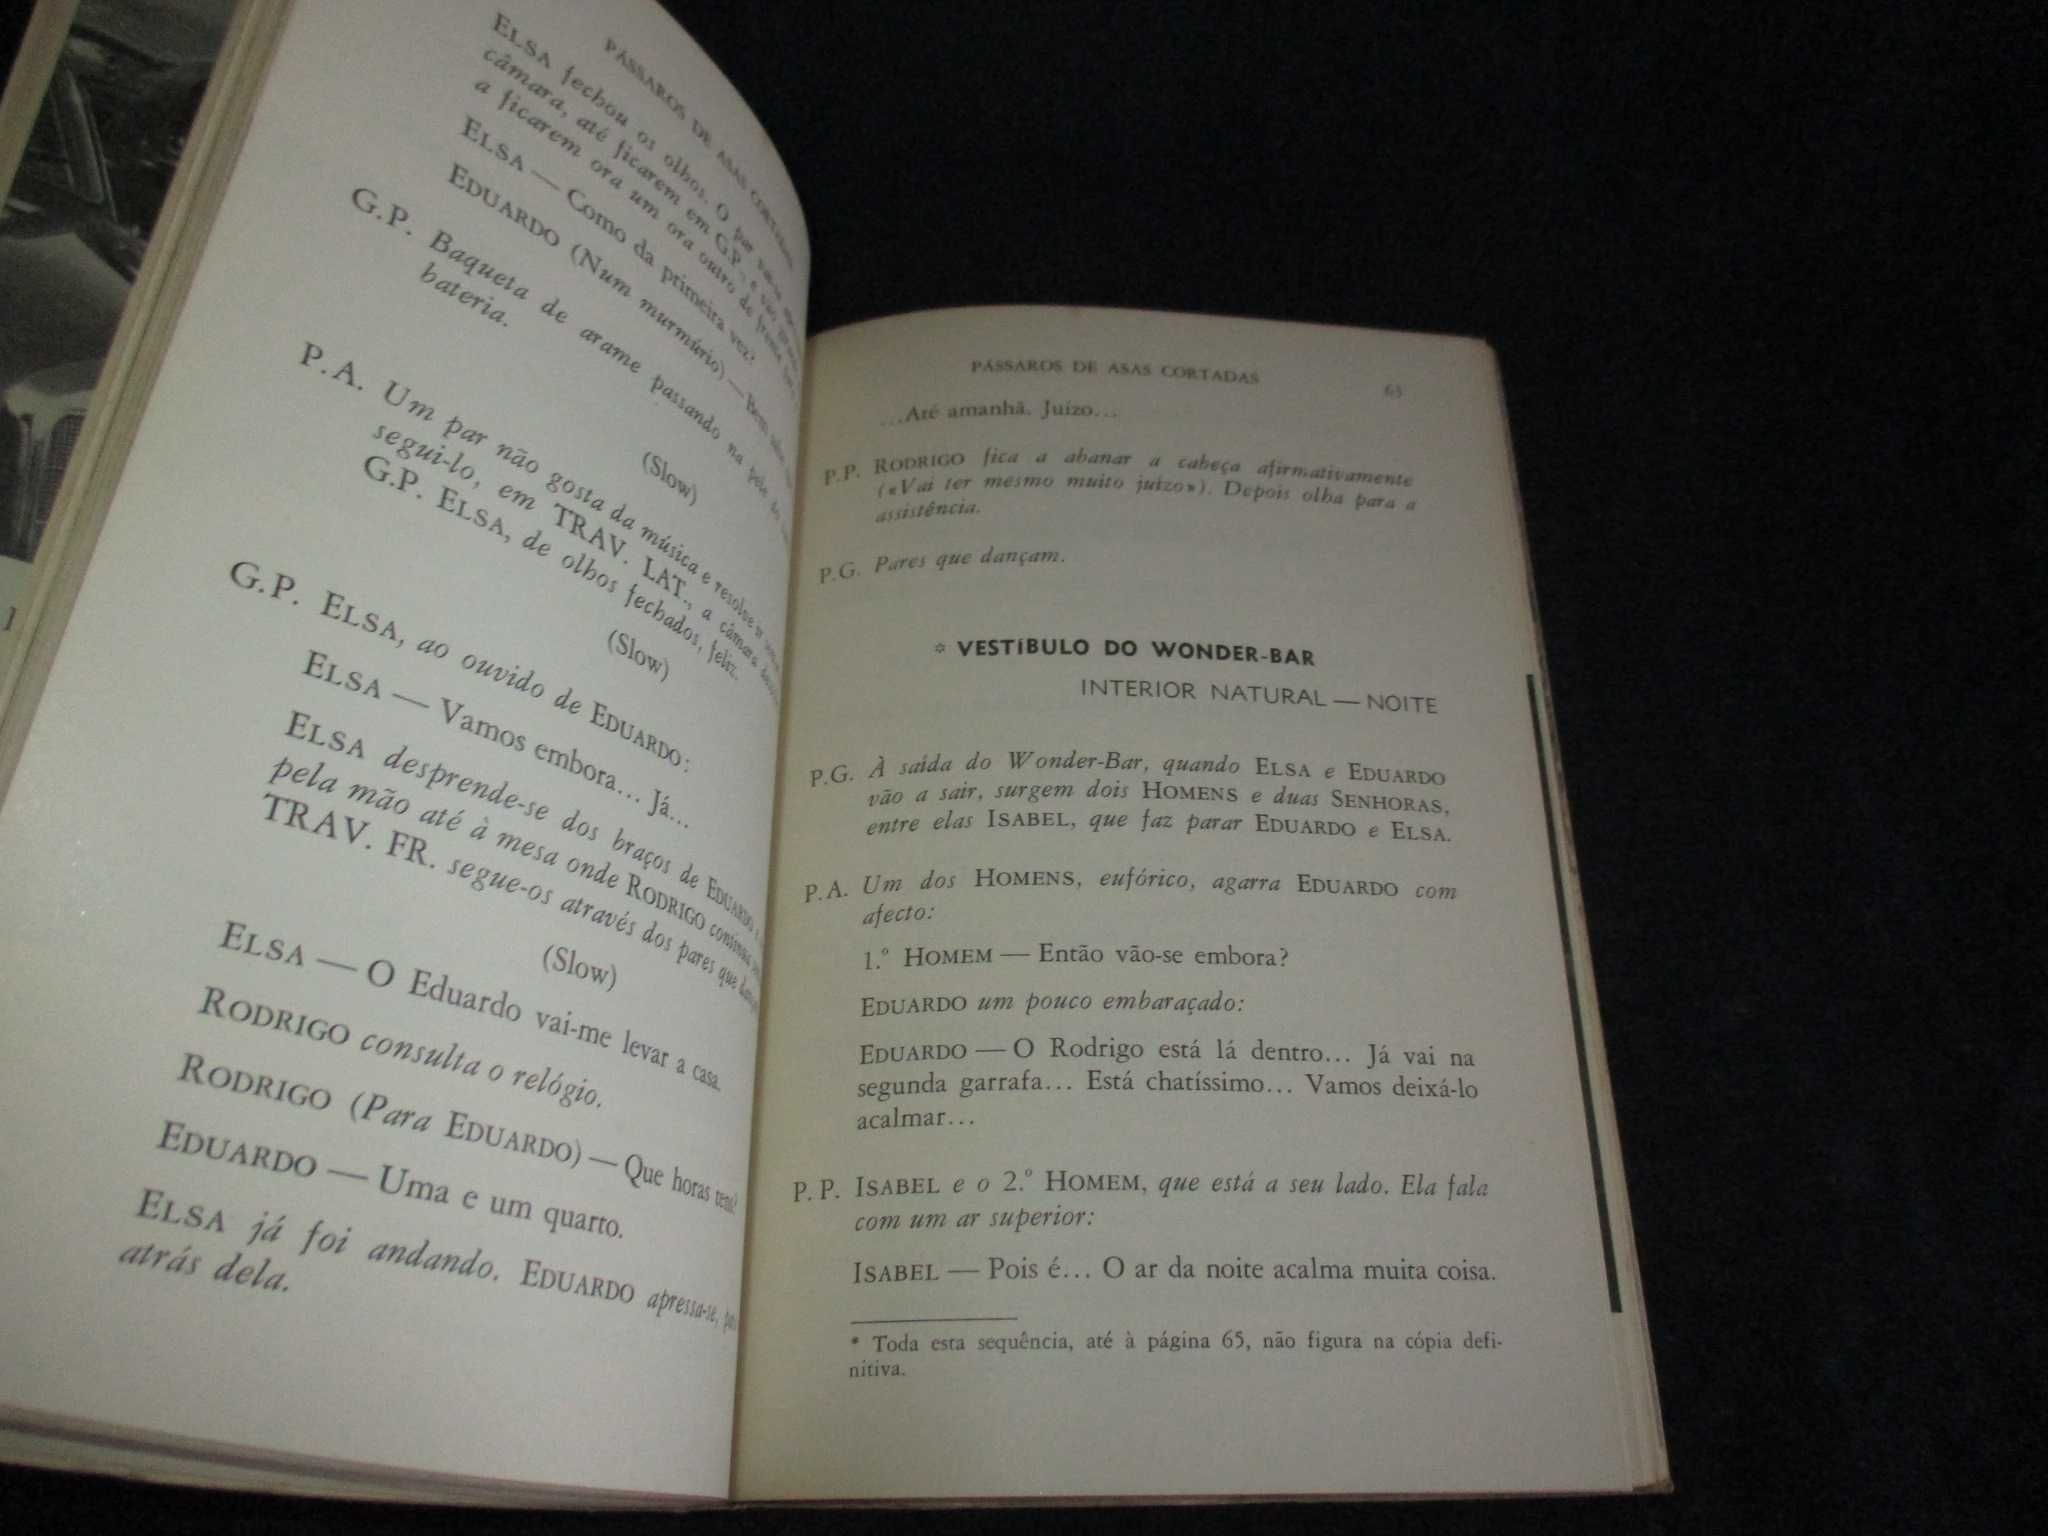 PÁSSAROS DE ASAS CORTADAS
ELSA fechou os olhos. O par
câmara, até ficarem em G.P., e são
a ficarem ora um ora outro de frente
ELSA — Como da primeira vez!
EDUARDO (Num murmúrio) — Bem
G.P. Baqueta de arame passando na pele do
bateria.
(Slow)
P.A. Um par não gosta da música e resolve ir
segui-lo, em TRAV. LAT., a câmara
G.P. ELSA, de olhos fechados, feliz.
(Slow)
G.P. ELSA, ao ouvido de EDUARDO:
ELSA — Vamos embora... Já...
ELSA desprende-se dos braços de EDUARDO e
pela mão até à mesa onde RODRIGO continua
TRAV. FR. segue-os através dos pares que
(Slow)
ELSA — O Eduardo vai-me levar a casa.
RODRIGO consulta o relógio.
RODRIGO (Para EDUARDO) — Que horas tens?
EDUARDO — Uma e um quarto.
ELSA já foi andando. EDUARDO apressa-se,
atrás dela.
PÁSSAROS DE ASAS CORTADAS 63
...Até amanhã. Juízo...
P.P. RODRIGO fica a abanar a cabeça afirmativamente
(«Vai ter mesmo muito juízo»). Depois olha para a
assistência.
P.G. Pares que dançam.
* VESTÍBULO DO WONDER-BAR
INTERIOR NATURAL — NOITE
P.G. À saída do Wonder-Bar, quando ELSA e EDUARDO
vão a sair, surgem dois HOMENS e duas SENHORAS,
entre elas ISABEL, que faz parar EDUARDO e ELSA.
P.A. Um dos HOMENS, eufórico, agarra EDUARDO com
afecto:
1.º HOMEM — Então vão-se embora?
EDUARDO um pouco embaraçado:
EDUARDO — O Rodrigo está lá dentro... Já vai na
segunda garrafa... Está chatíssimo... Vamos deixá-lo
acalmar...
P.P. ISABEL e o 2.º HOMEM, que está a seu lado. Ela fala
com um ar superior:
ISABEL — Pois é... O ar da noite acalma muita coisa.
* Toda esta sequência, até à página 65, não figura na cópia defi-
nitiva.